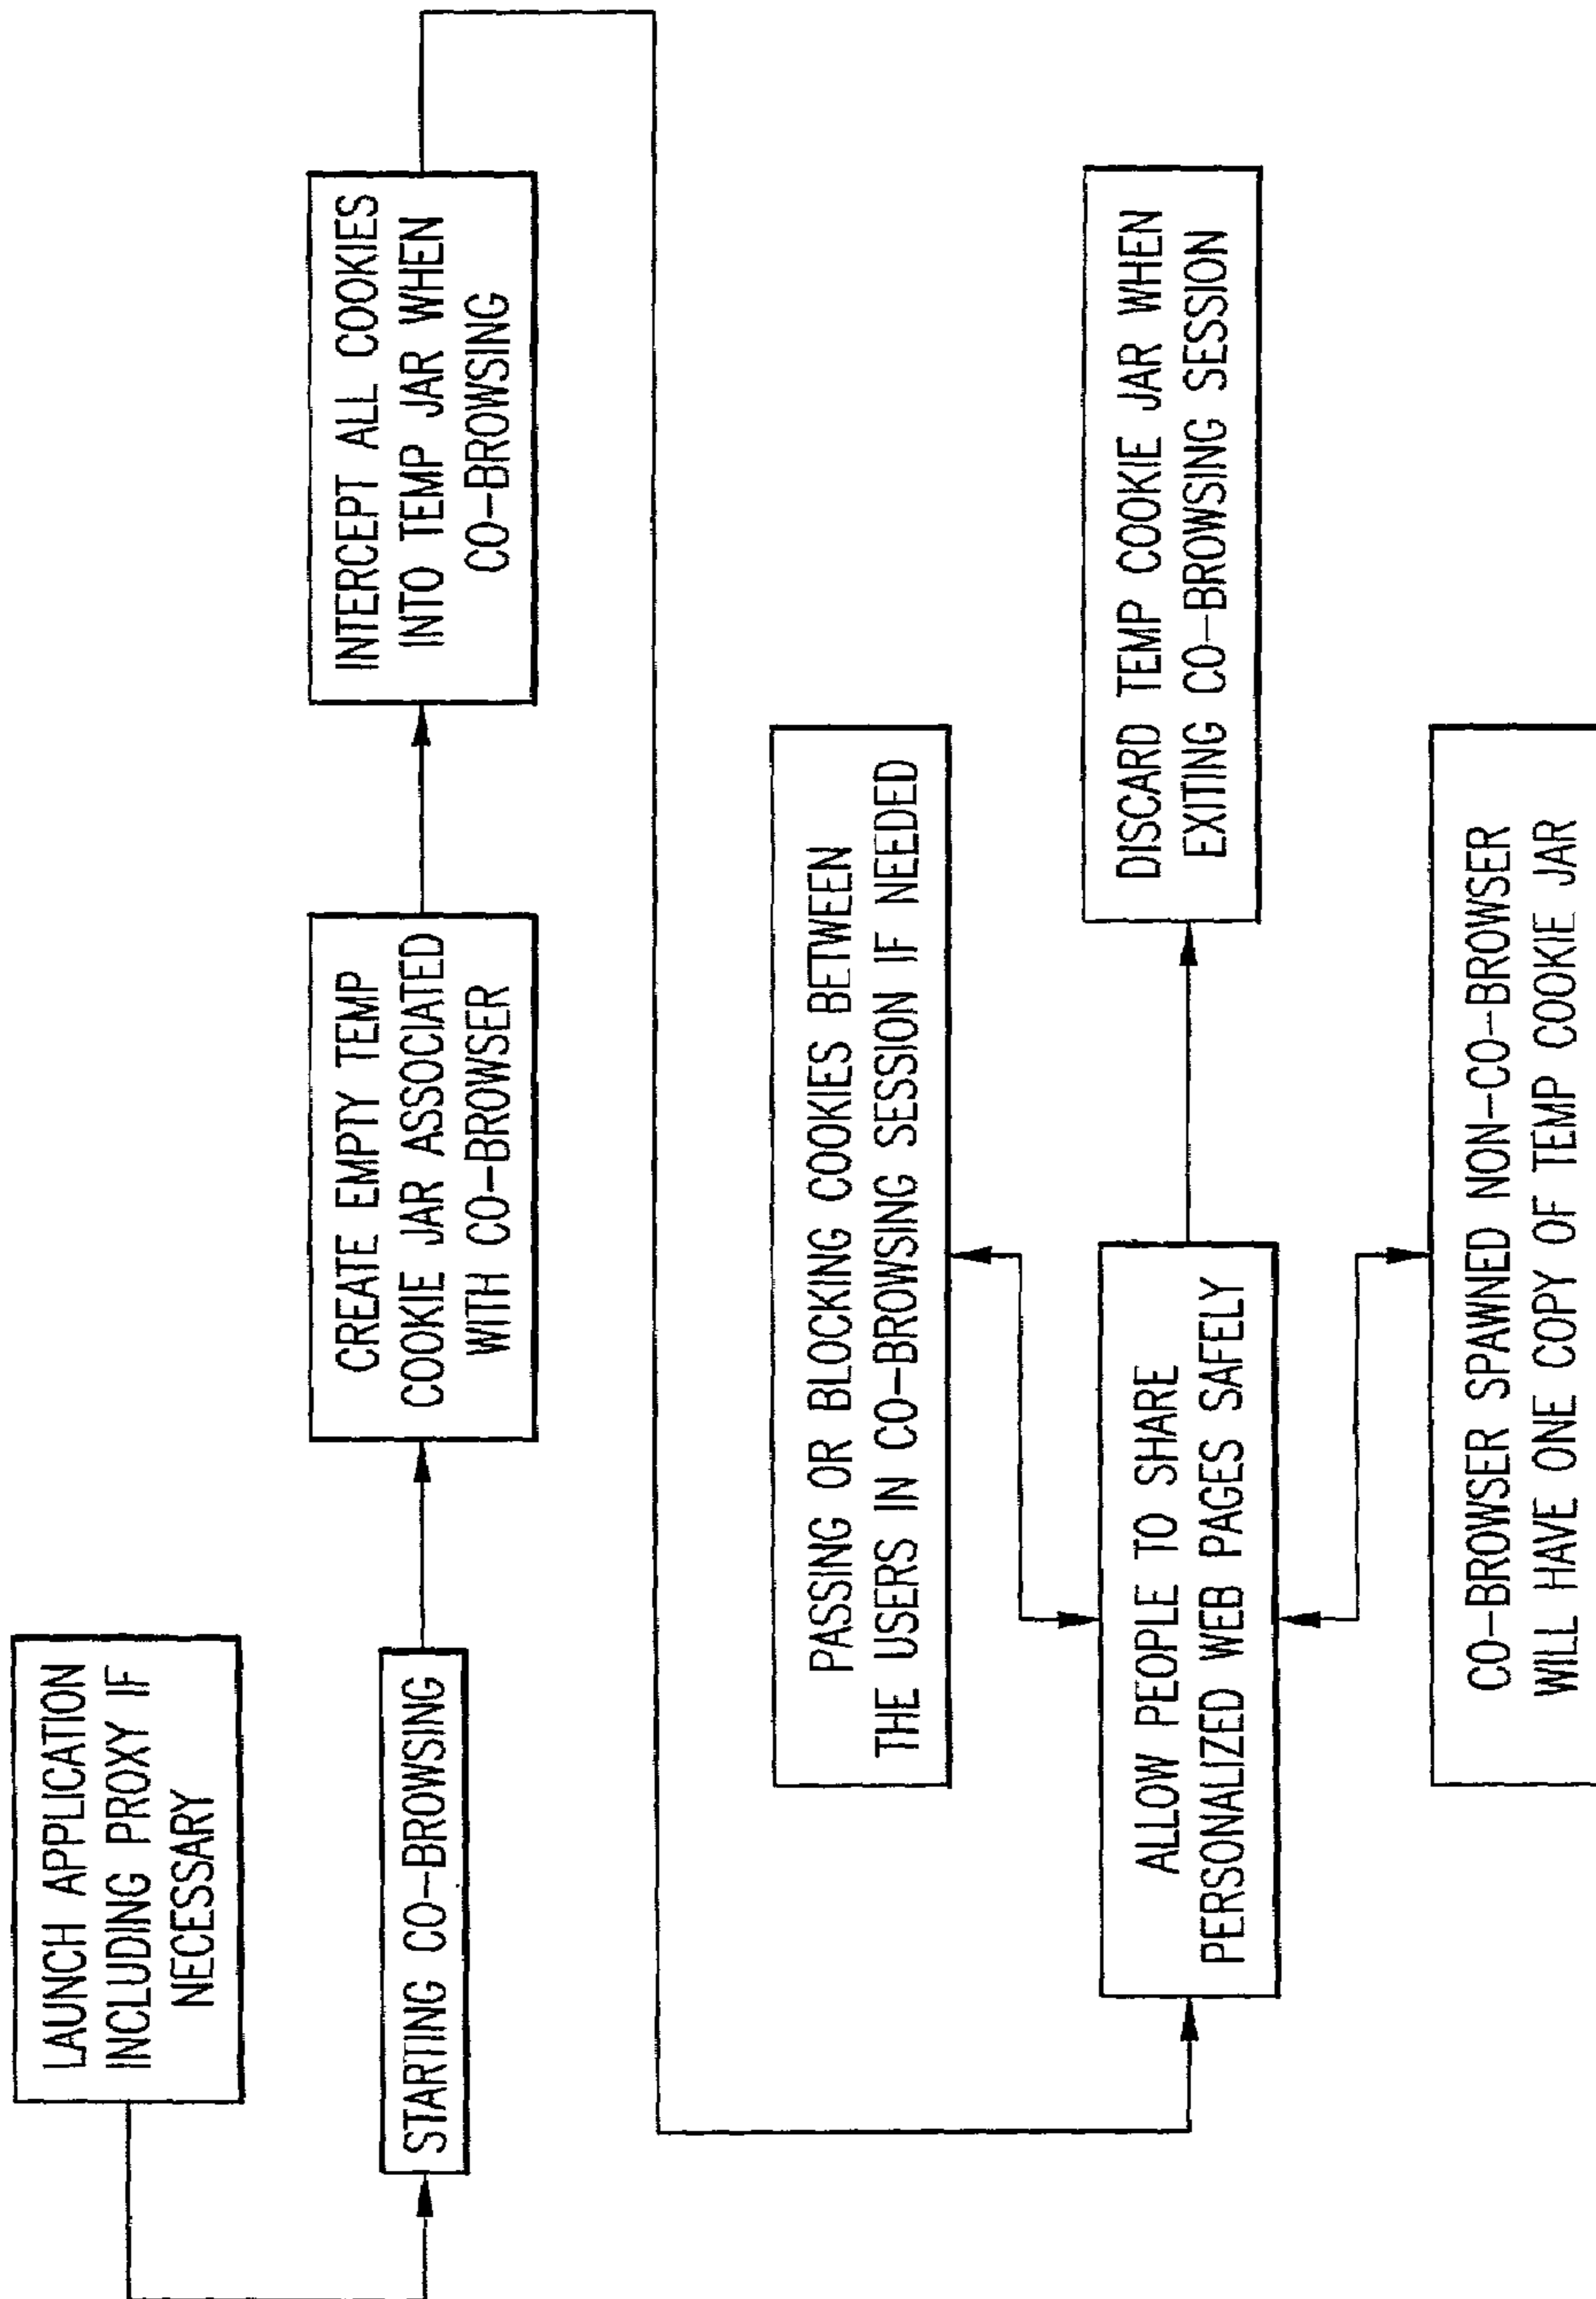 LAUNCH APPLICATION
INCLUDING PROXY IF
NECESSARY
STARTING CO-BROWSING
CREATE EMPTY TEMP
COOKIE JAR ASSOCIATED
WITH CO-BROWSER
INTERCEPT ALL COOKIES
INTO TEMP JAR WHEN
CO-BROWSING
PASSING OR BLOCKING COOKIES BETWEEN
THE USERS IN CO-BROWSING SESSION IF NEEDED
ALLOW PEOPLE TO SHARE
PERSONALIZED WEB PAGES SAFELY
DISCARD TEMP COOKIE JAR WHEN
EXITING CO-BROWSING SESSION
CO-BROWSER SPAWNED NON-CO-BROWSER
WILL HAVE ONE COPY OF TEMP COOKIE JAR